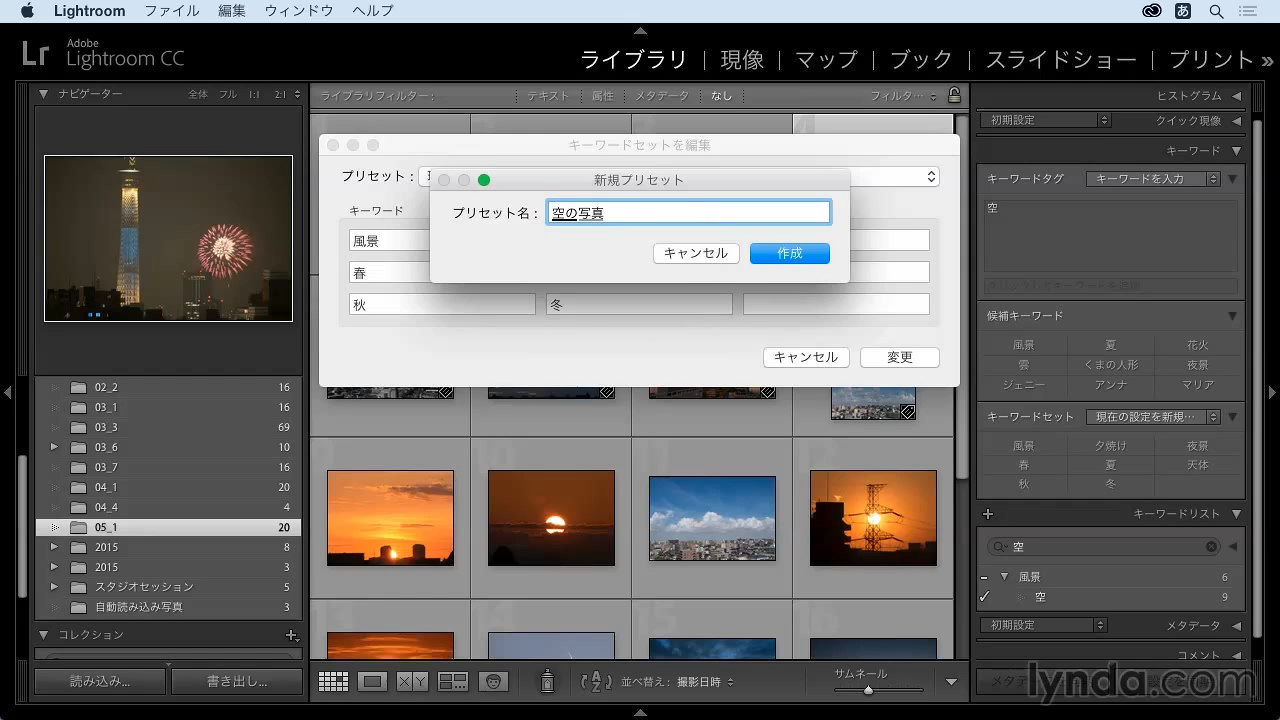 Lightroom ファイル 編集 ウィンドウ ヘルプ
あ
Lr Adobe Lightroom CC
ライブラリ | 現像 | マップ | ブック | スライドショー | プリント »
ナビゲーター 全体 フル 1:1 2:1
02_2 16
03_1 16
03_3 69
03_6 10
03_7 16
04_1 20
04_4 4
05_1 20
2015 8
2015 3
スタジオセッション 5
自動読み込み写真 3
コレクション
読み込み...
書き出し...
ライブラリフィルター: テキスト 属性 メタデータ なし フィルタ…
キーワードセットを編集
プリセット:
キーワード
風景
春
秋
冬
キャンセル
変更
新規プリセット
プリセット名: 空の写真
キャンセル
作成
XY
並べ替え: 撮影日時
サムネール
ヒストグラム
初期設定 クイック現像
キーワード
キーワードタグ キーワードを入力
空
候補キーワード
風景 夏 花火
雲 くまの人形 夜景
ジェニー アンナ マリア
キーワードセット 現在の設定を新規…
風景 夕焼け 夜景
春 夏 天体
秋 冬
+ キーワードリスト
空
風景 6
空 9
初期設定 メタデータ
コメント
lynda.com